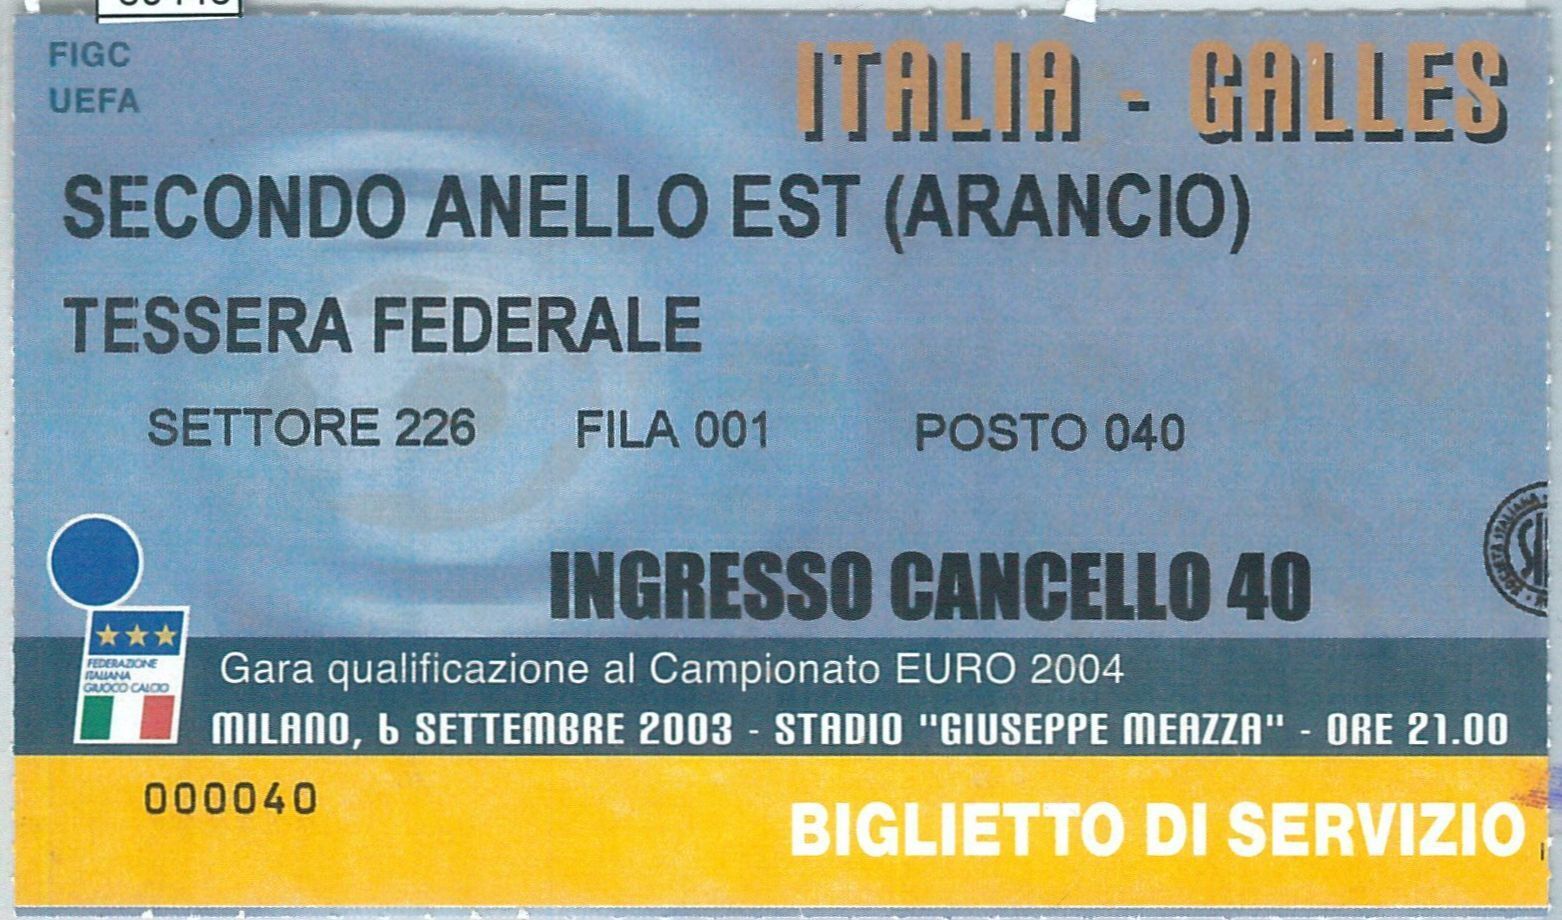 FIGC
UEFA
ITALIA - GALLES
SECONDO ANELLO EST (ARANCIO)
TESSERA FEDERALE
SETTORE 226 FILA 001 POSTO 040
INGRESSO CANCELLO 40
FEDERAZIONE
ITALIANA
GIUOCO CALCIO
Gara qualificazione al Campionato EURO 2004
MILANO, 6 SETTEMBRE 2003 - STADIO "GIUSEPPE MEAZZA" - ORE 21.00
000040
BIGLIETTO DI SERVIZIO